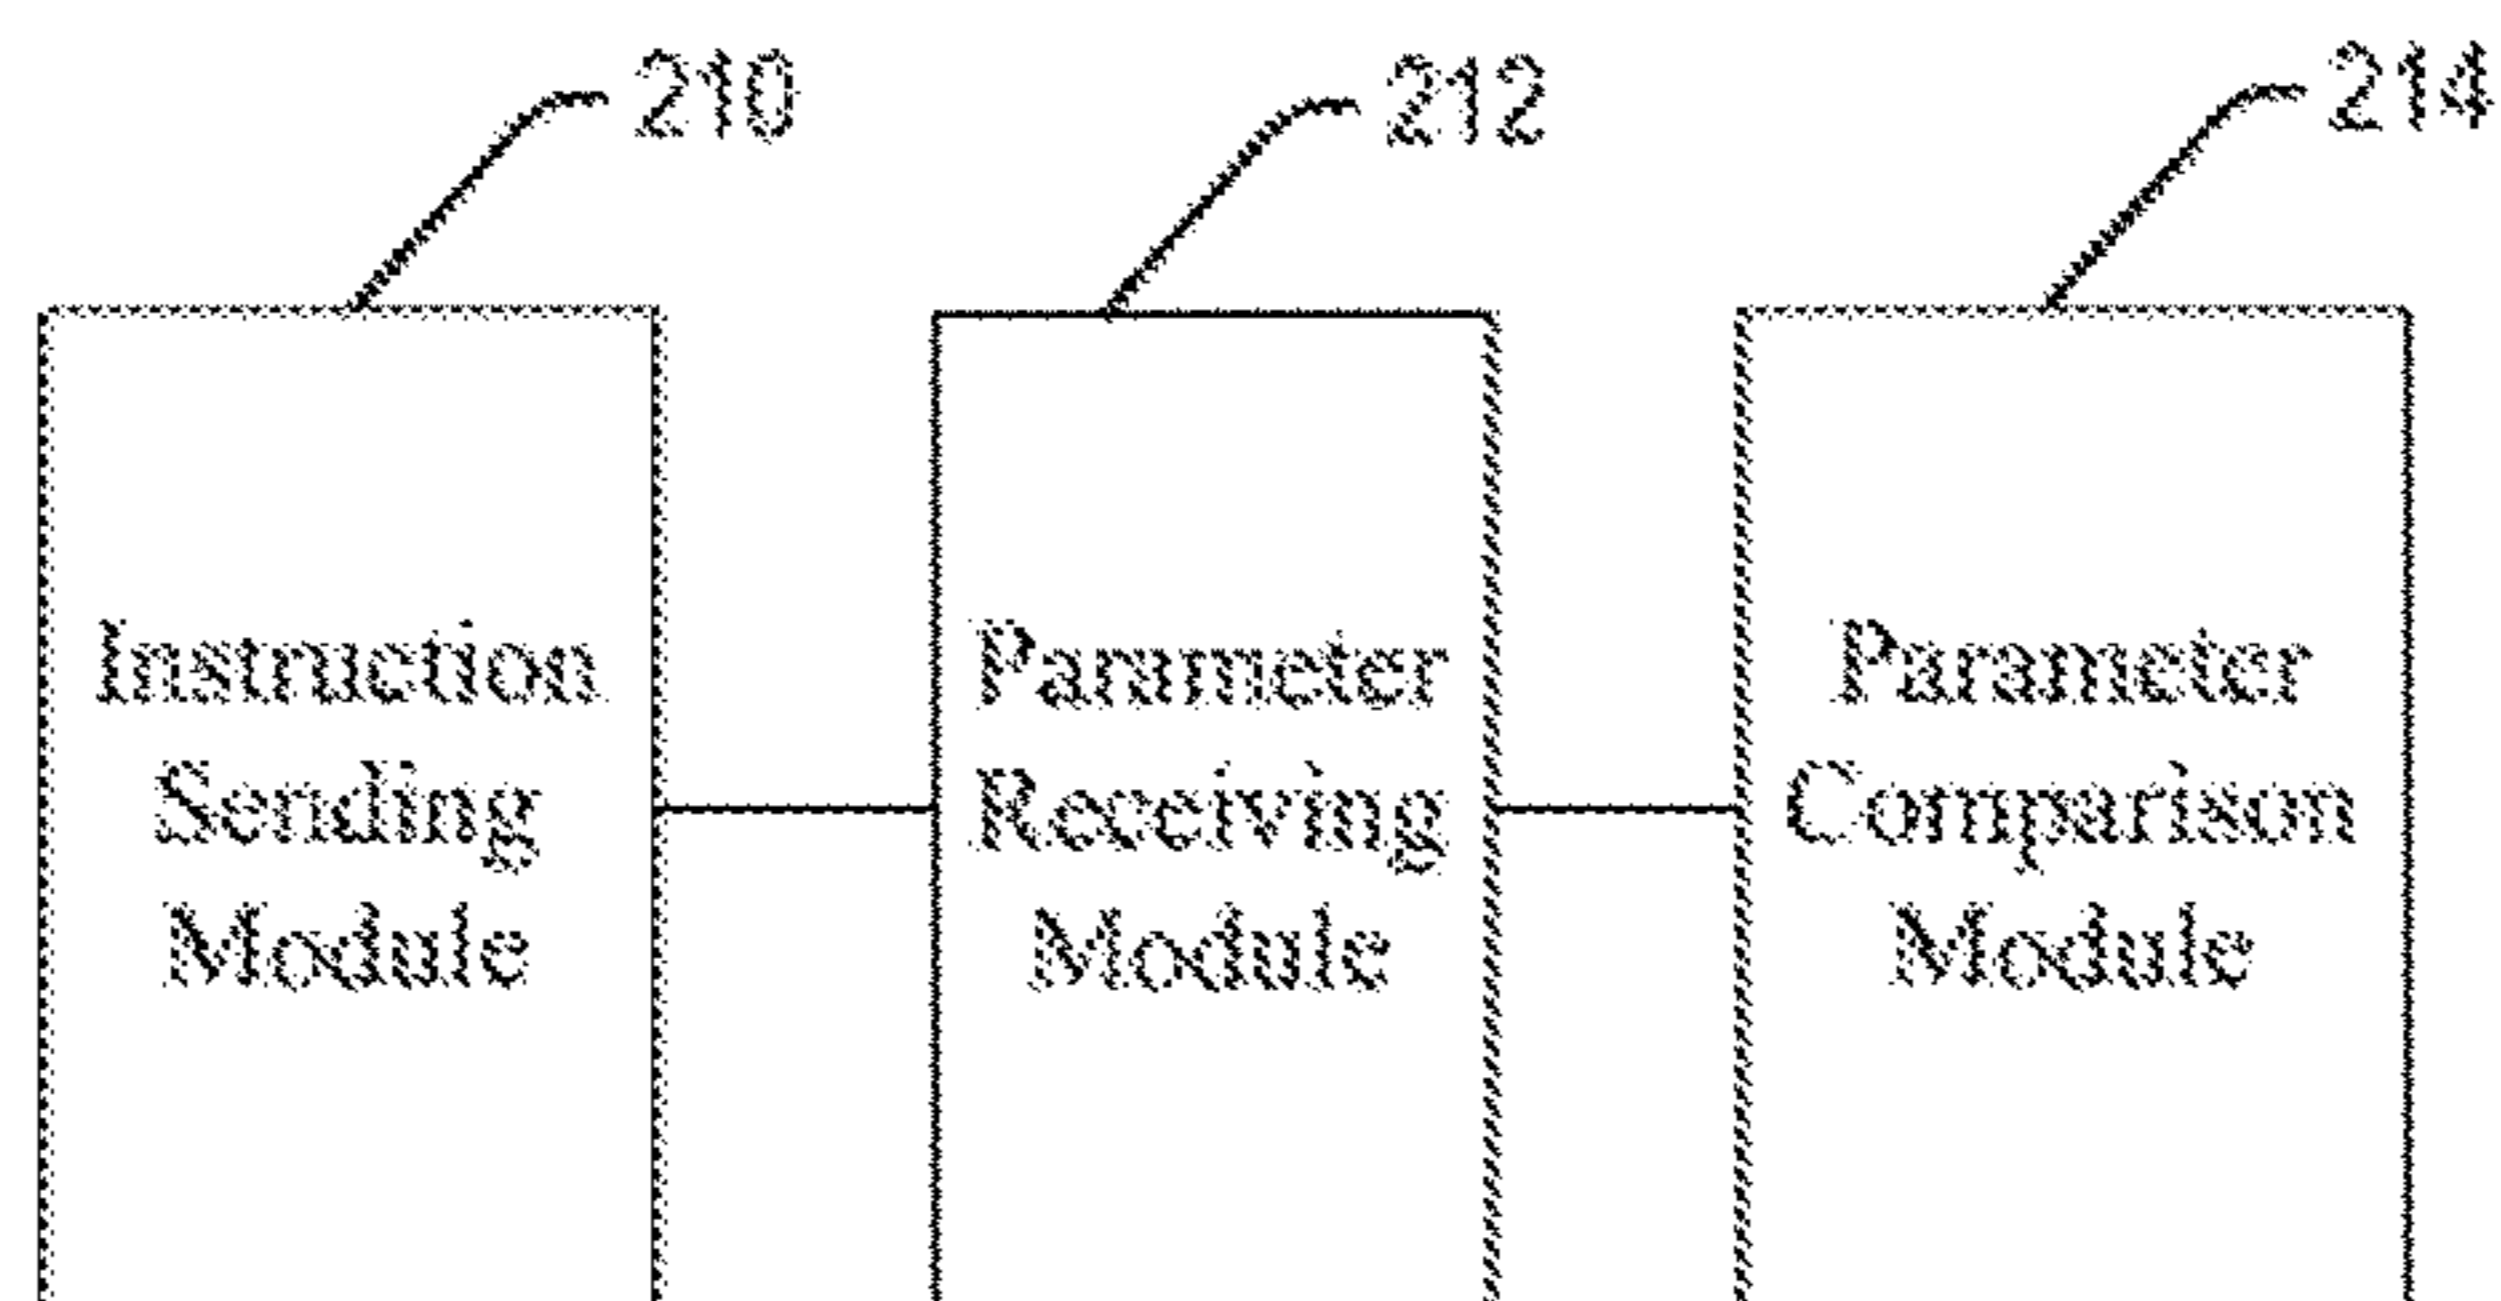 210
212
214
Instruction
Sending
Module
Parameter
Receiving
Module
Parameter
Comparison
Module